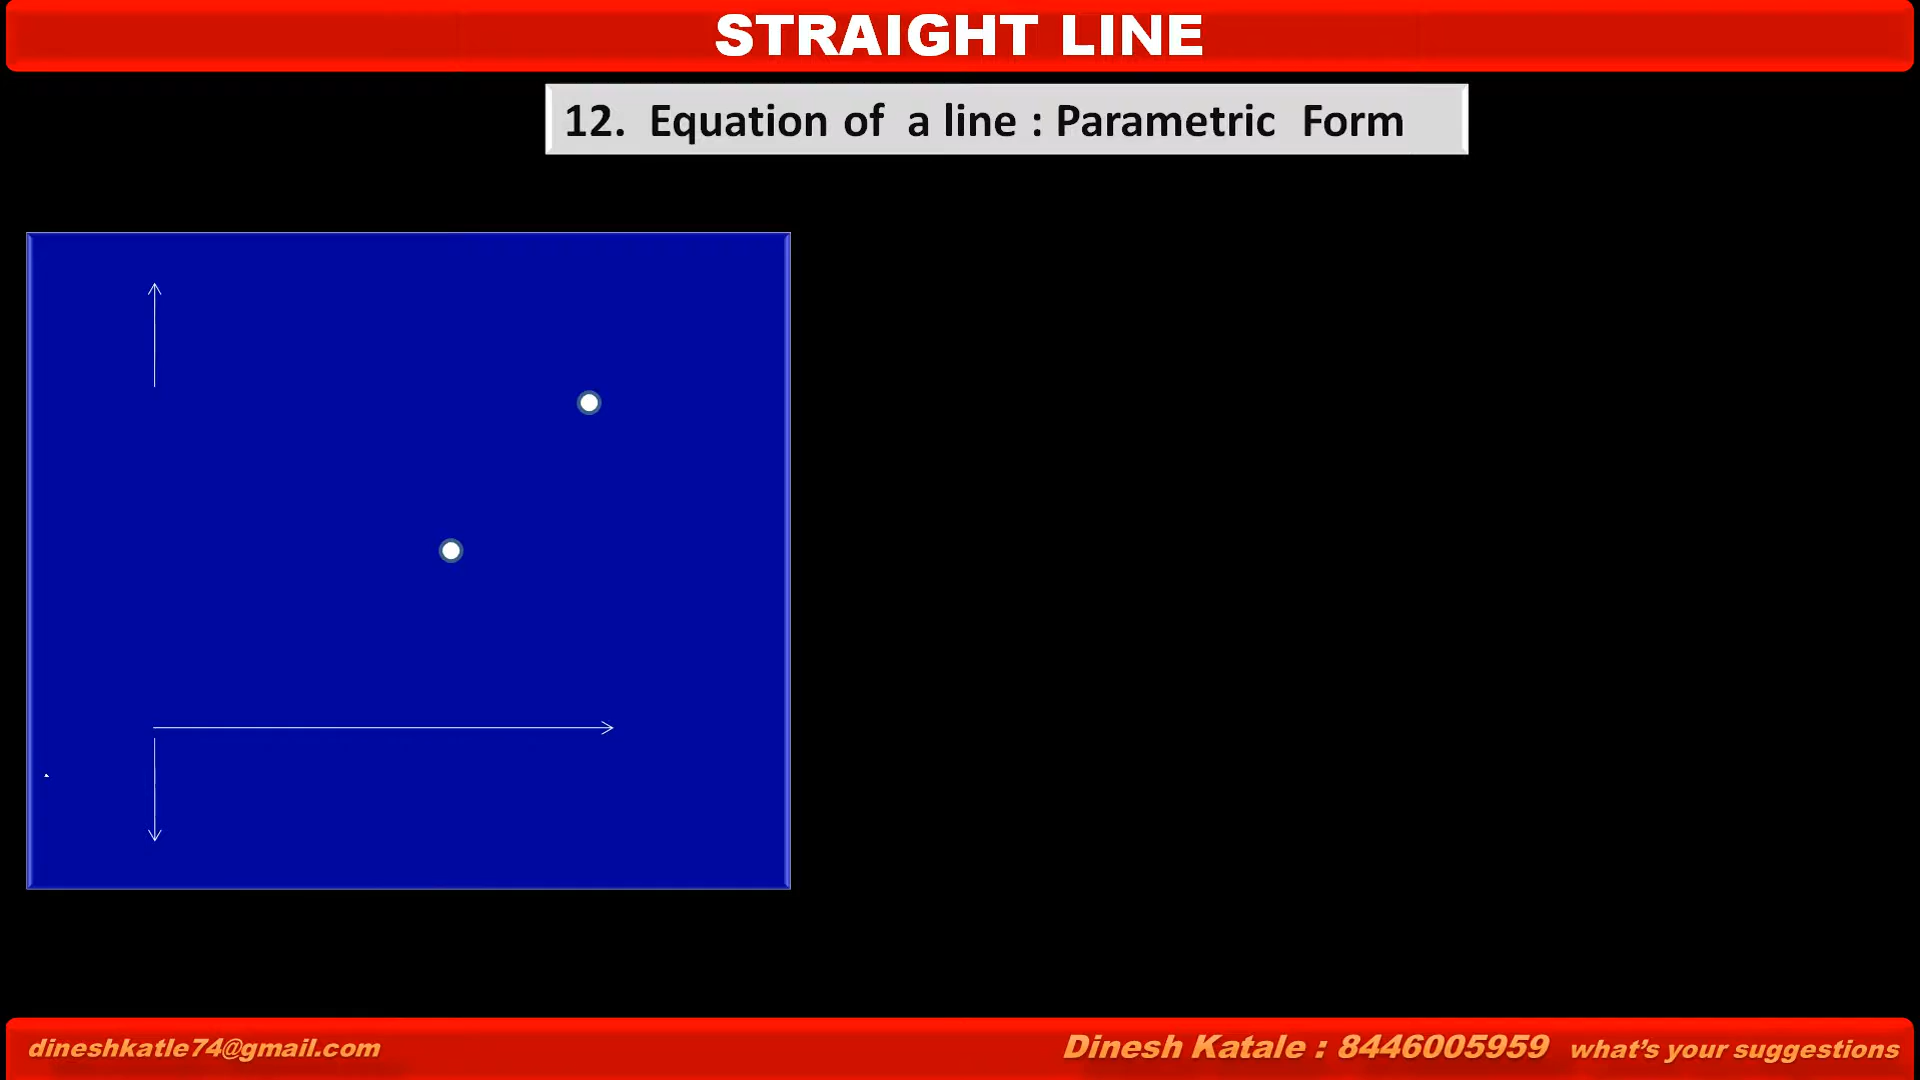 STRAIGHT LINE
12. Equation of a line : Parametric Form
dineshkatle74@gmail.com
Dinesh Katale : 8446005959 what's your suggestions